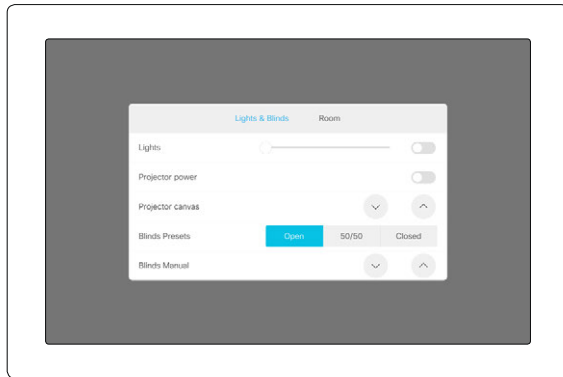 Lights & Blinds Room
Lights
Projector power
Projector canvas
Blinds Presets Open 50/50 Closed
Blinds Manual